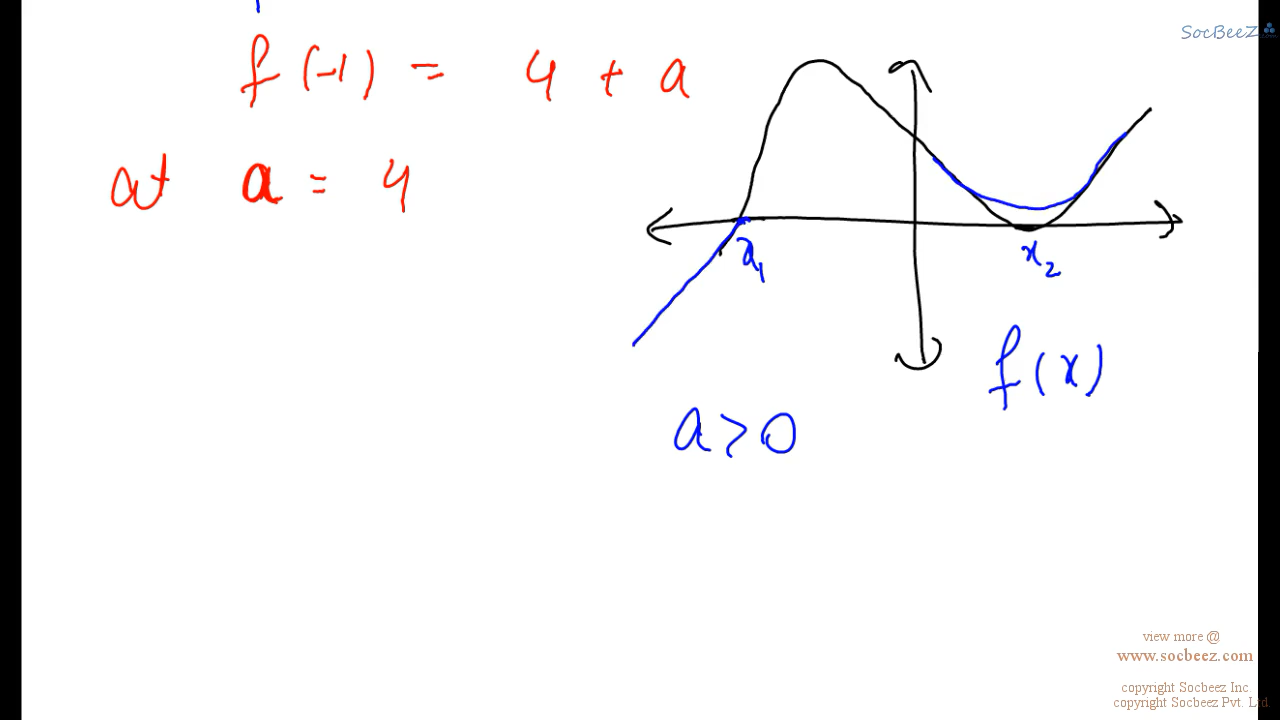 SocBeeZ
f(-1) = 4 + a
at a = 4
x1
x2
f(x)
a > 0
view more @
www.socbeez.com
copyright Socbeez Inc
copyright Socbeez Pvt. Ltd.